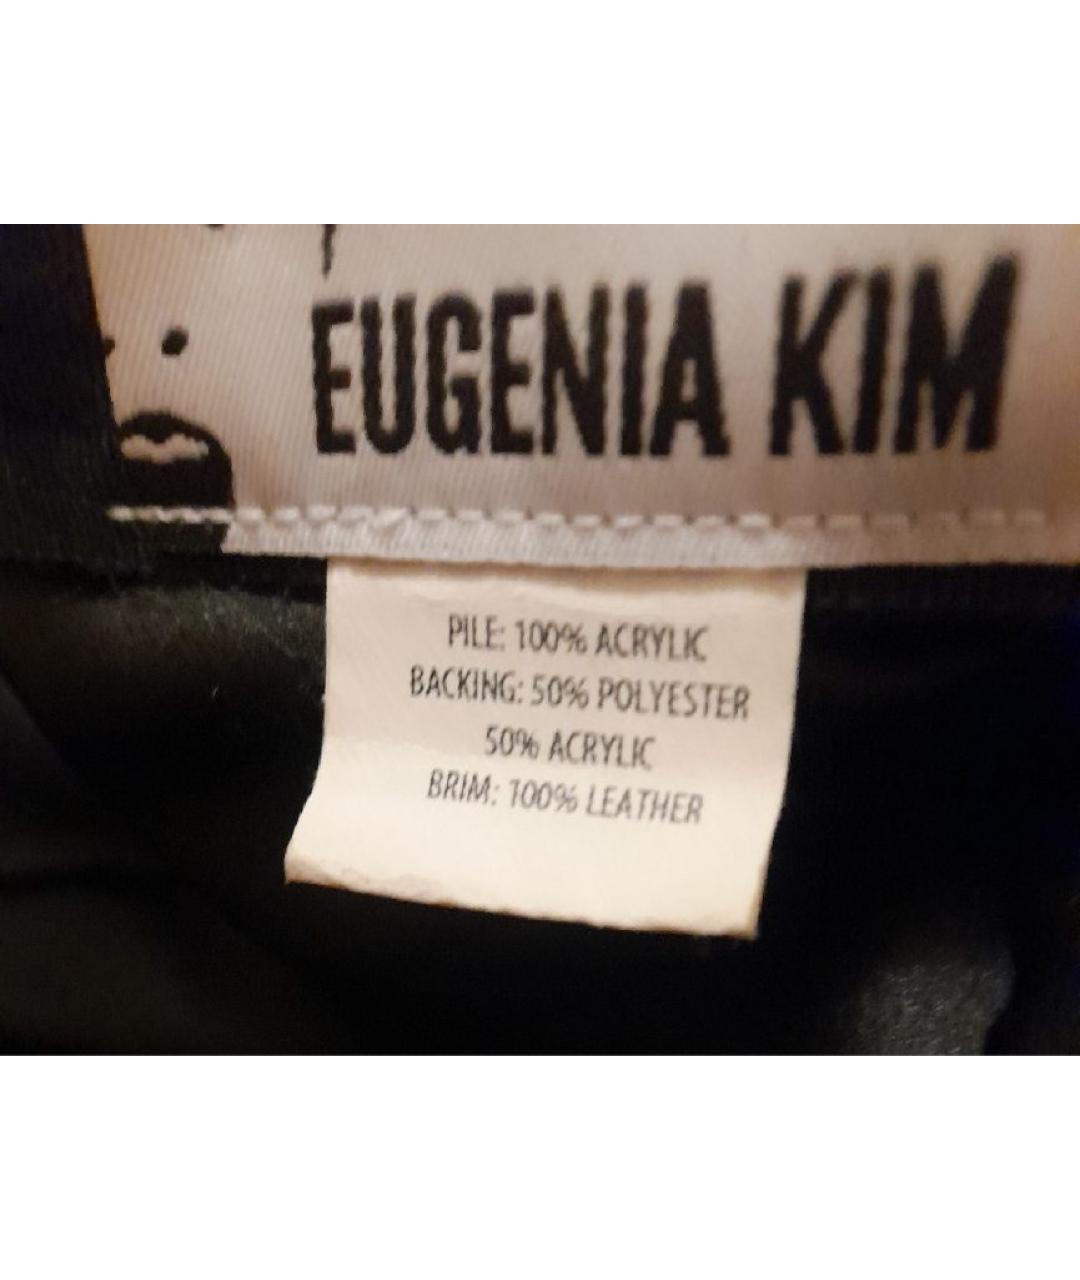 EUGENIA KIM
PILE: 100% ACRYLIC
BACKING: 50% POLYESTER
50% ACRYLIC
BRIM: 100% LEATHER